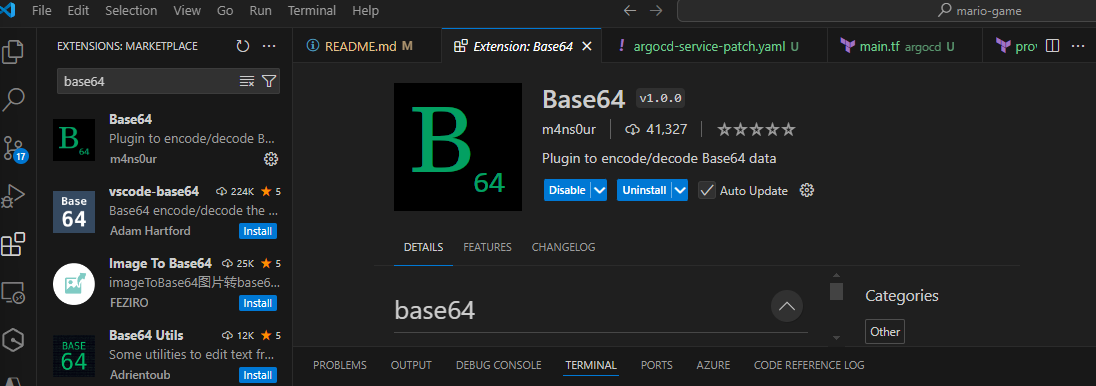 File Edit Selection View Go Run Terminal Help
mario-game
EXTENSIONS: MARKETPLACE
base64
17
B 64
Base64
Plugin to encode/decode B...
m4ns0ur
Base 64
vscode-base64 224K 5
Base64 encode/decode the ...
Adam Hartford Install
Image To Base64 25K 5
imageToBase64图片转base6...
FEZIRO Install
BASE 64
Base64 Utils 12K 5
Some utilities to edit text fr...
Adrientoub Install
README.md M Extension: Base64 argocd-service-patch.yaml U main.tf argocd U prov
B 64
Base64 v1.0.0
m4ns0ur 41,327
Plugin to encode/decode Base64 data
Disable Uninstall Auto Update
DETAILS FEATURES CHANGELOG
base64
Categories
Other
PROBLEMS OUTPUT DEBUG CONSOLE TERMINAL PORTS AZURE CODE REFERENCE LOG